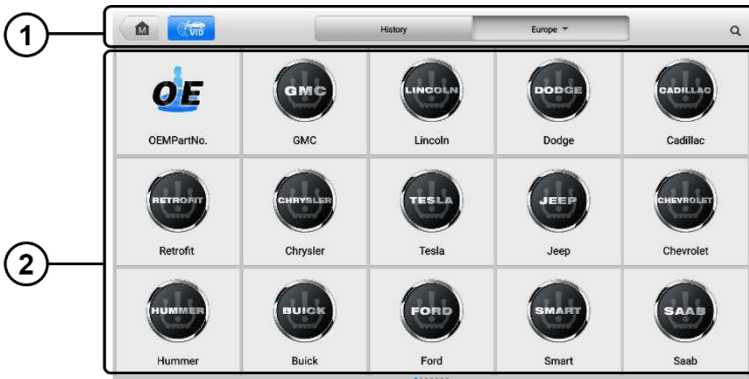 1
M
VID
History
Europe
2
OE
GMC
LINCOLN
DODGE
CADILLAC
OEMPartNo.
GMC
Lincoln
Dodge
Cadillac
RETROFIT
CHRYSLER
TESLA
JEEP
CHEVROLET
Retrofit
Chrysler
Tesla
Jeep
Chevrolet
HUMMER
BUICK
FORD
SMART
SAAB
Hummer
Buick
Ford
Smart
Saab